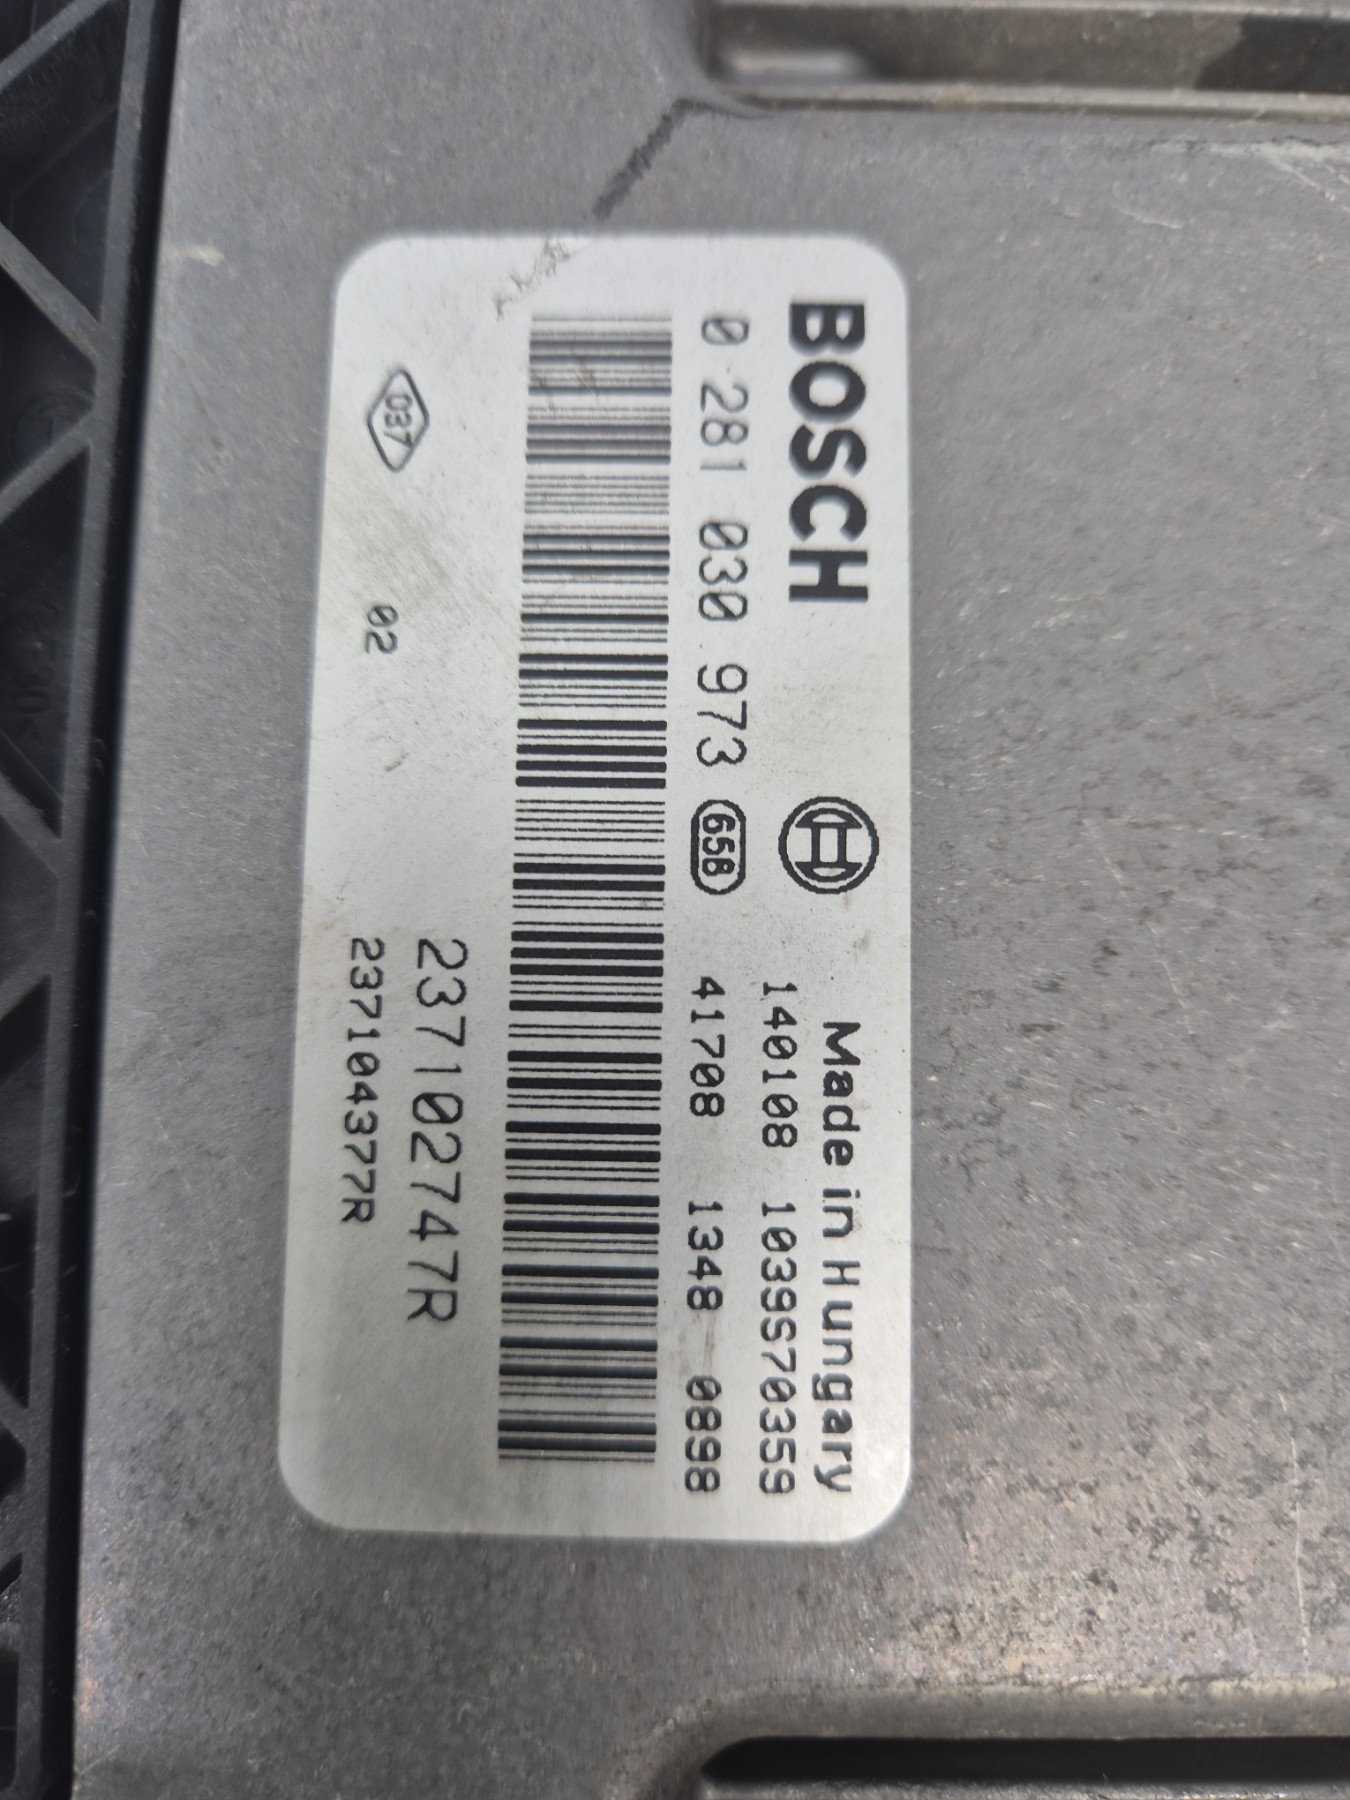 BOSCH
Made in Hungary
140108 1039S70359
0 281 030 973 658 41708 1348 0898
037 02 237102747R
237104377R